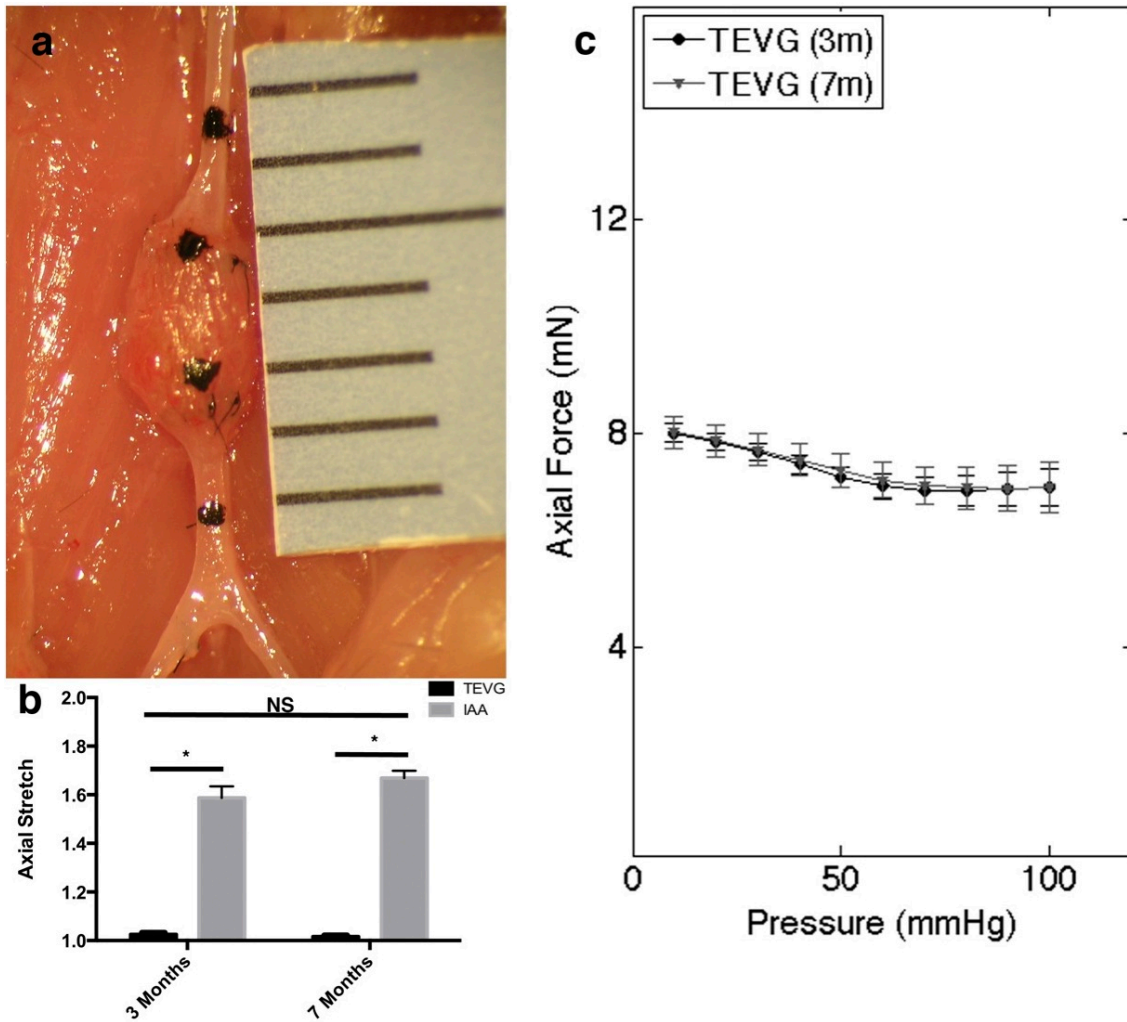 a
b
TEVG
IAA
NS
*
*
2.0
1.8
1.6
1.4
1.2
1.0
Axial Stretch
3 Months
7 Months
c
TEVG (3m)
TEVG (7m)
12
8
4
0
50
100
Axial Force (mN)
Pressure (mmHg)